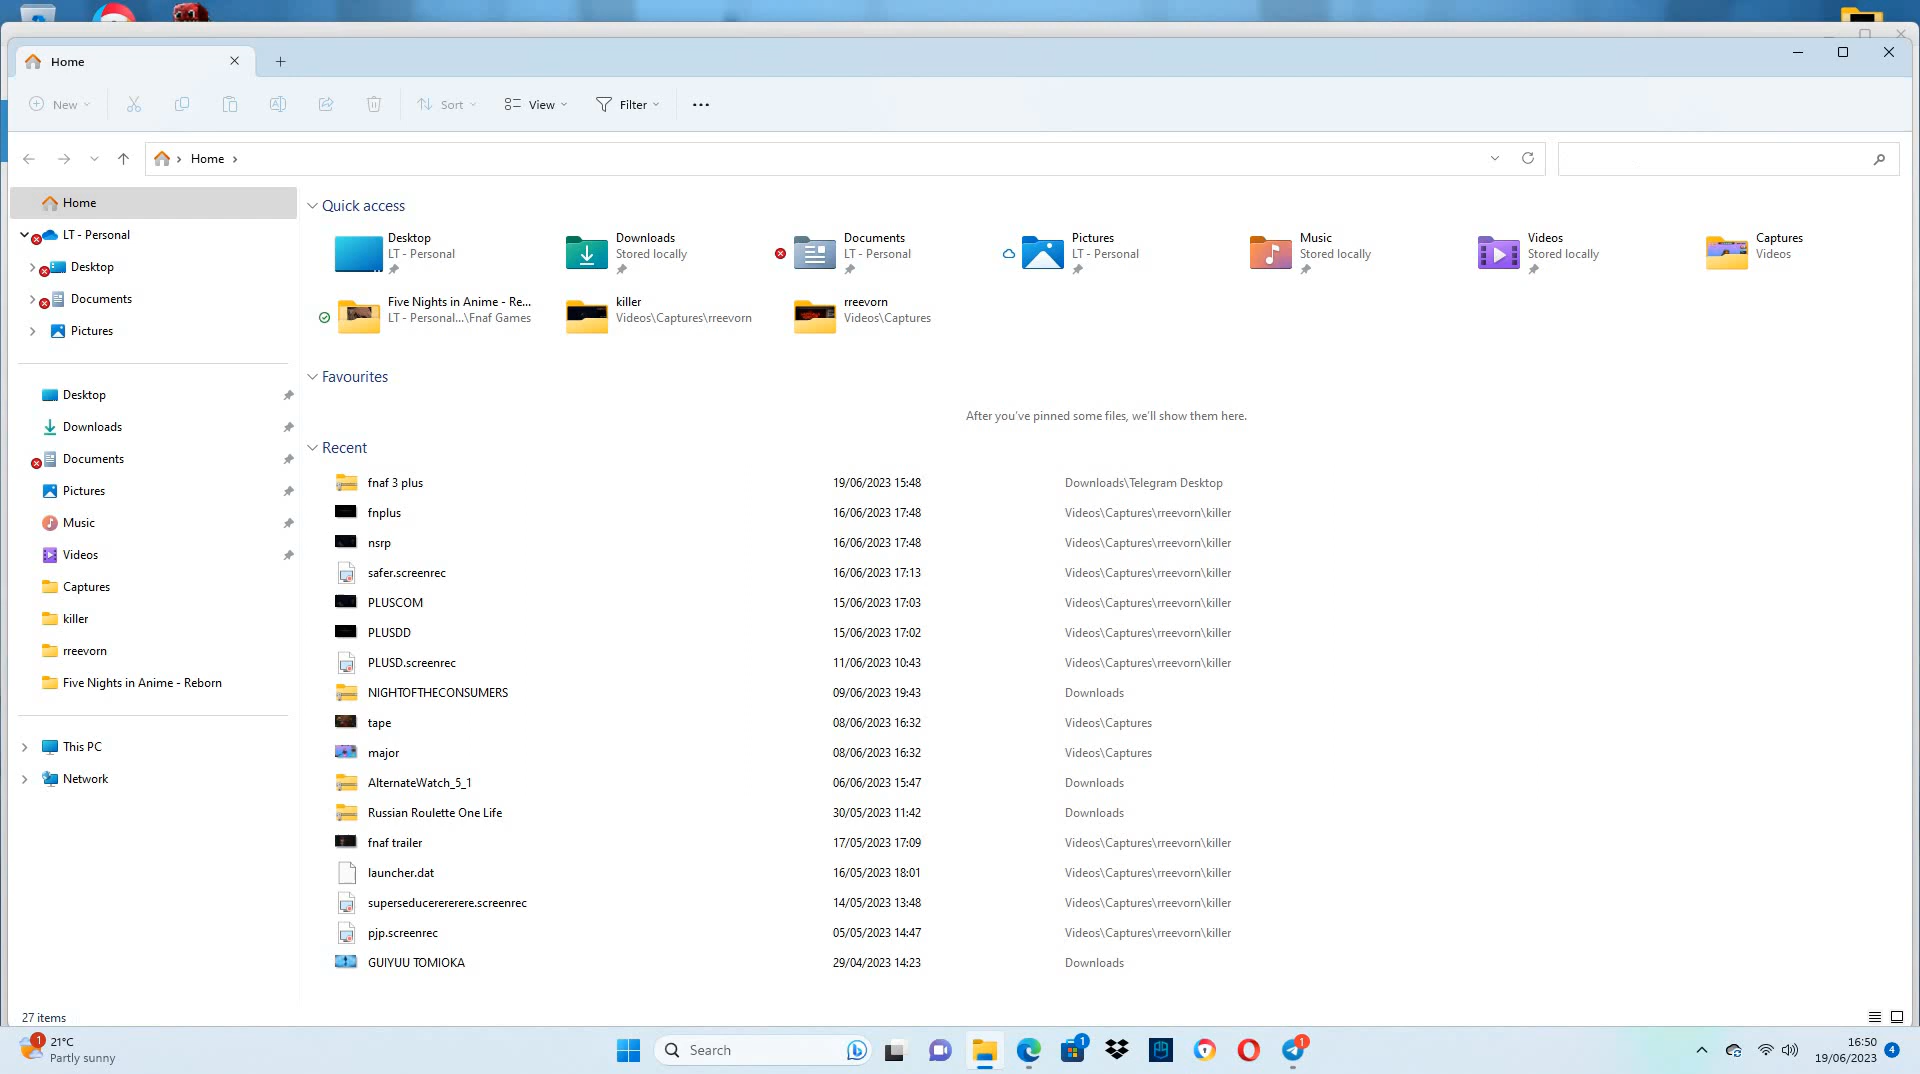 Home
New
Sort
View
Filter
Home
Home
LT - Personal
Desktop
Documents
Pictures
Desktop
Downloads
Documents
Pictures
Music
Videos
Captures
killer
rreevorn
Five Nights in Anime - Reborn
This PC
Network
Quick access
Desktop
LT - Personal
Downloads
Stored locally
Documents
LT - Personal
Pictures
LT - Personal
Music
Stored locally
Videos
Stored locally
Captures
Videos
Five Nights in Anime - Re...
LT - Personal...\Fnaf Games
killer
Videos\Captures\rreevorn
rreevorn
Videos\Captures
Favourites
After you've pinned some files, we'll show them here.
Recent
fnaf 3 plus 19/06/2023 15:48 Downloads\Telegram Desktop
fnplus 16/06/2023 17:48 Videos\Captures\rreevorn\killer
nsrp 16/06/2023 17:48 Videos\Captures\rreevorn\killer
safer.screenrec 16/06/2023 17:13 Videos\Captures\rreevorn\killer
PLUSCOM 15/06/2023 17:03 Videos\Captures\rreevorn\killer
PLUSDD 15/06/2023 17:02 Videos\Captures\rreevorn\killer
PLUSD.screenrec 11/06/2023 10:43 Videos\Captures\rreevorn\killer
NIGHTOFTHECONSUMERS 09/06/2023 19:43 Downloads
tape 08/06/2023 16:32 Videos\Captures
major 08/06/2023 16:32 Videos\Captures
AlternateWatch_5_1 06/06/2023 15:47 Downloads
Russian Roulette One Life 30/05/2023 11:42 Downloads
fnaf trailer 17/05/2023 17:09 Videos\Captures\rreevorn\killer
launcher.dat 16/05/2023 18:01 Videos\Captures\rreevorn\killer
superseducerererere.screenrec 14/05/2023 13:48 Videos\Captures\rreevorn\killer
pjp.screenrec 05/05/2023 14:47 Videos\Captures\rreevorn\killer
GUIYUU TOMIOKA 29/04/2023 14:23 Downloads
27 items
1
21°C
Partly sunny
Search
1
1
16:50
19/06/2023
4